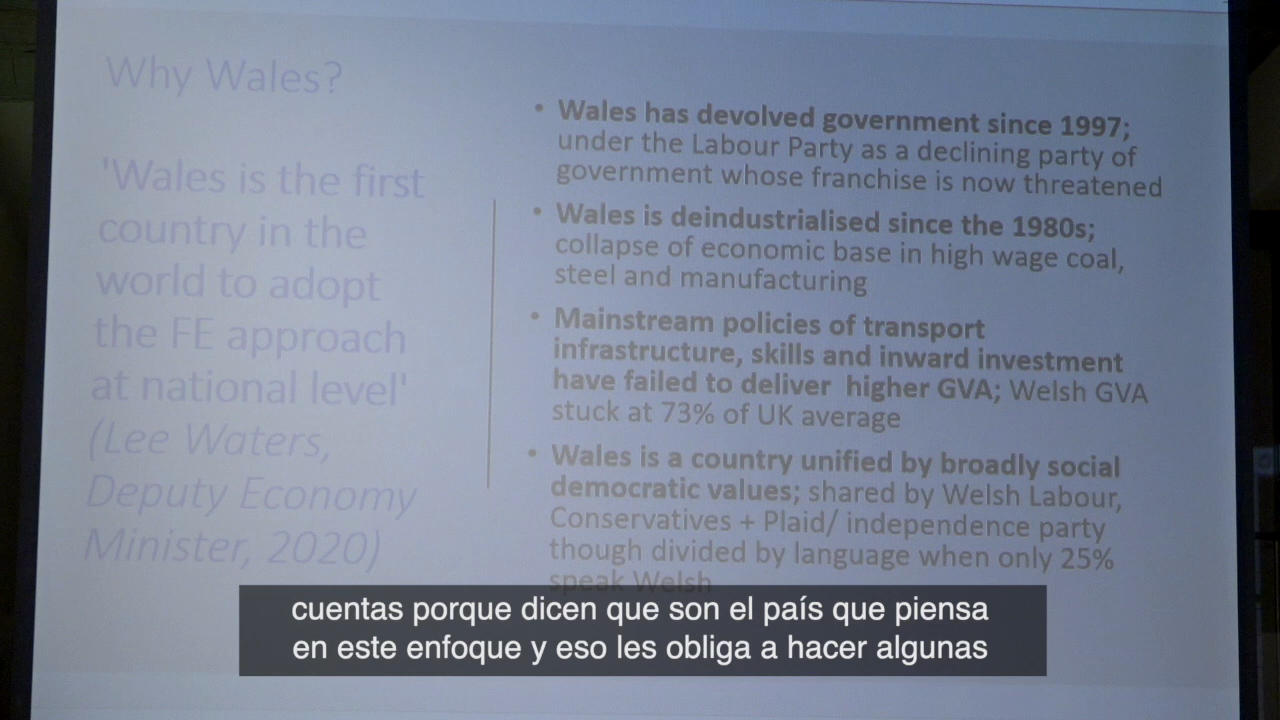 Why Wales?
'Wales is the first
country in the
world to adopt
the FE approach
at national level'
(Lee Waters,
Deputy Economy
Minister, 2020)
• Wales has devolved government since 1997;
under the Labour Party as a declining party of
government whose franchise is now threatened
• Wales is deindustrialised since the 1980s;
collapse of economic base in high wage coal,
steel and manufacturing
• Mainstream policies of transport
infrastructure, skills and inward investment
have failed to deliver higher GVA; Welsh GVA
stuck at 73% of UK average
• Wales is a country unified by broadly social
democratic values; shared by Welsh Labour,
Conservatives + Plaid/ independence party
though divided by language when only 25%
speak Welsh
cuentas porque dicen que son el país que piensa
en este enfoque y eso les obliga a hacer algunas